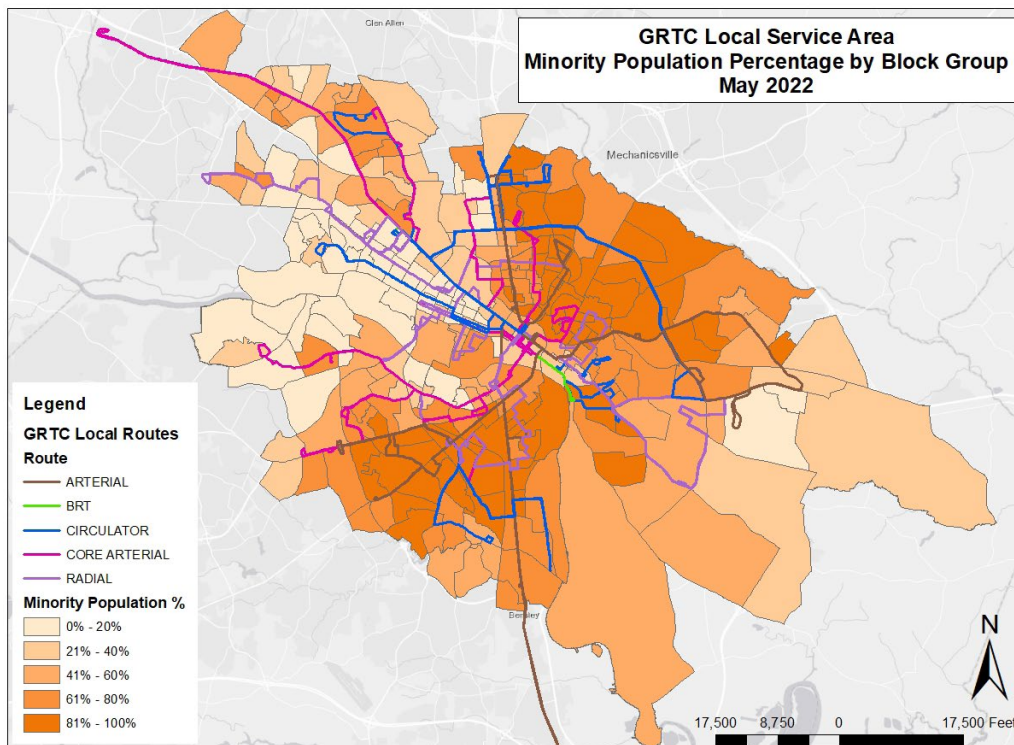 Glen Allen
GRTC Local Service Area
Minority Population Percentage by Block Group
May 2022
Mechanicsville
Legend
GRTC Local Routes
Route
ARTERIAL
BRT
CIRCULATOR
CORE ARTERIAL
RADIAL
Minority Population %
0% - 20%
21% - 40%
41% - 60%
61% - 80%
81% - 100%
Bensley
N
17,500 8,750 0 17,500 Feet